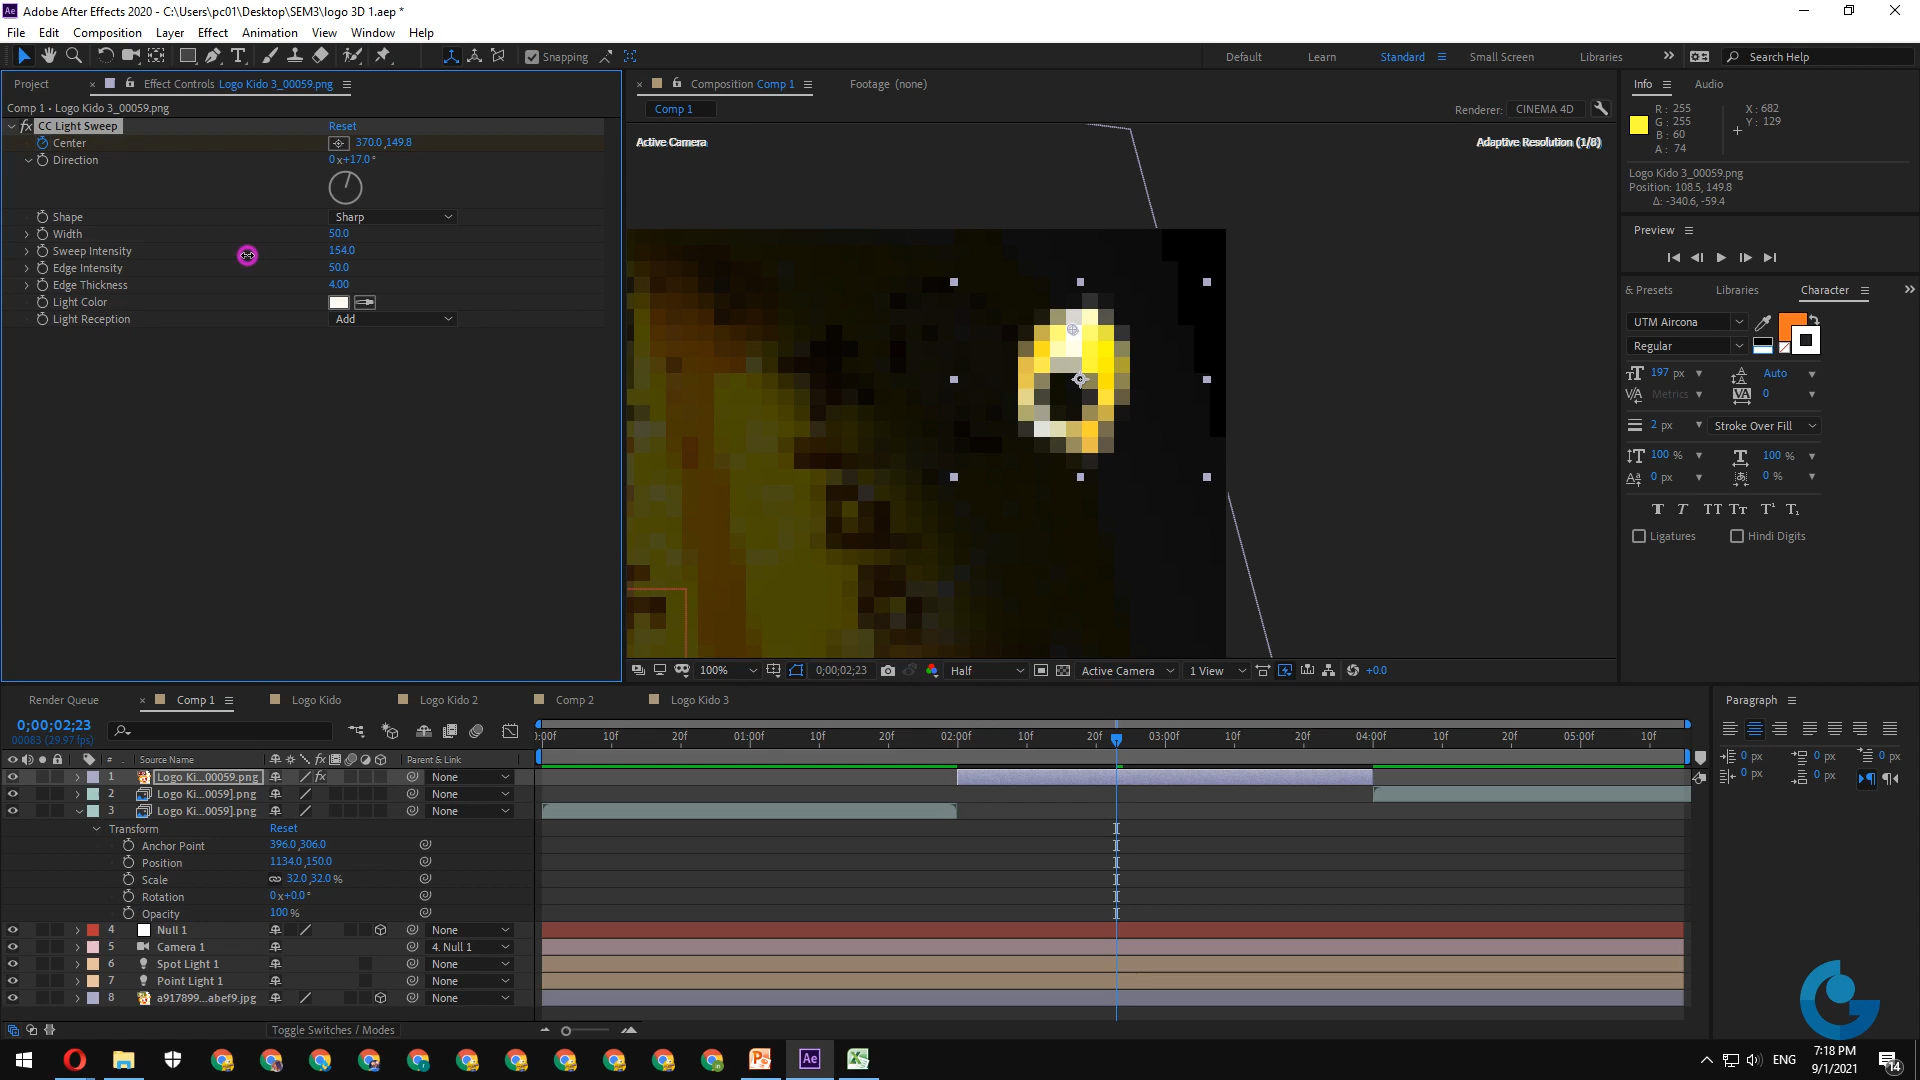 Adobe After Effects 2020 - C:\Users\pc01\Desktop\SEM3\logo 3D 1.aep *
File Edit Composition Layer Effect Animation View Window Help
Snapping Default Learn Standard Small Screen Libraries Search Help
Project Effect Controls Logo Kido 3_00059.png
Comp 1 • Logo Kido 3_00059.png
fx CC Light Sweep Reset
Center 370.0,149.8
Direction 0x+17.0°
Shape Sharp
Width 50.0
Sweep Intensity 154.0
Edge Intensity 50.0
Edge Thickness 4.00
Light Color
Light Reception Add
Composition Comp 1 Footage (none)
Comp 1 Renderer: CINEMA 4D
Active Camera Adaptive Resolution (1/8)
100% 0;00;02;23 Half Active Camera 1 View +0.0
Info Audio
R: 255 X: 682
G: 255 Y: 129
B: 60
A: 74
Logo Kido 3_00059.png
Position: 108.5, 149.8
Δ: -340.6, -59.4
Preview
& Presets Libraries Character
UTM Aircona
Regular
197 px Auto
Metrics 0
2 px Stroke Over Fill
100 % 100 %
0 px 0 %
T T TT Tt T¹ T₁
Ligatures Hindi Digits
Render Queue Comp 1 Logo Kido Logo Kido 2 Comp 2 Logo Kido 3
0;00;02;23
00083 (29.97 fps)
:00f 10f 20f 01:00f 10f 20f 02:00f 10f 20f 03:00f 10f 20f 04:00f 10f 20f 05:00f 10f
# Source Name fx Parent & Link
1 Logo Ki...00059.png fx None
2 Logo Ki...0059].png None
3 Logo Ki...0059].png None
Transform Reset
Anchor Point 396.0,306.0
Position 1134.0,150.0
Scale 32.0,32.0 %
Rotation 0x+0.0°
Opacity 100 %
4 Null 1 None
5 Camera 1 4. Null 1
6 Spot Light 1 None
7 Point Light 1 None
8 a917899...abef9.jpg None
Toggle Switches / Modes
Paragraph
0 px 0 px 0 px
0 px 0 px
ENG 7:18 PM
9/1/2021
14